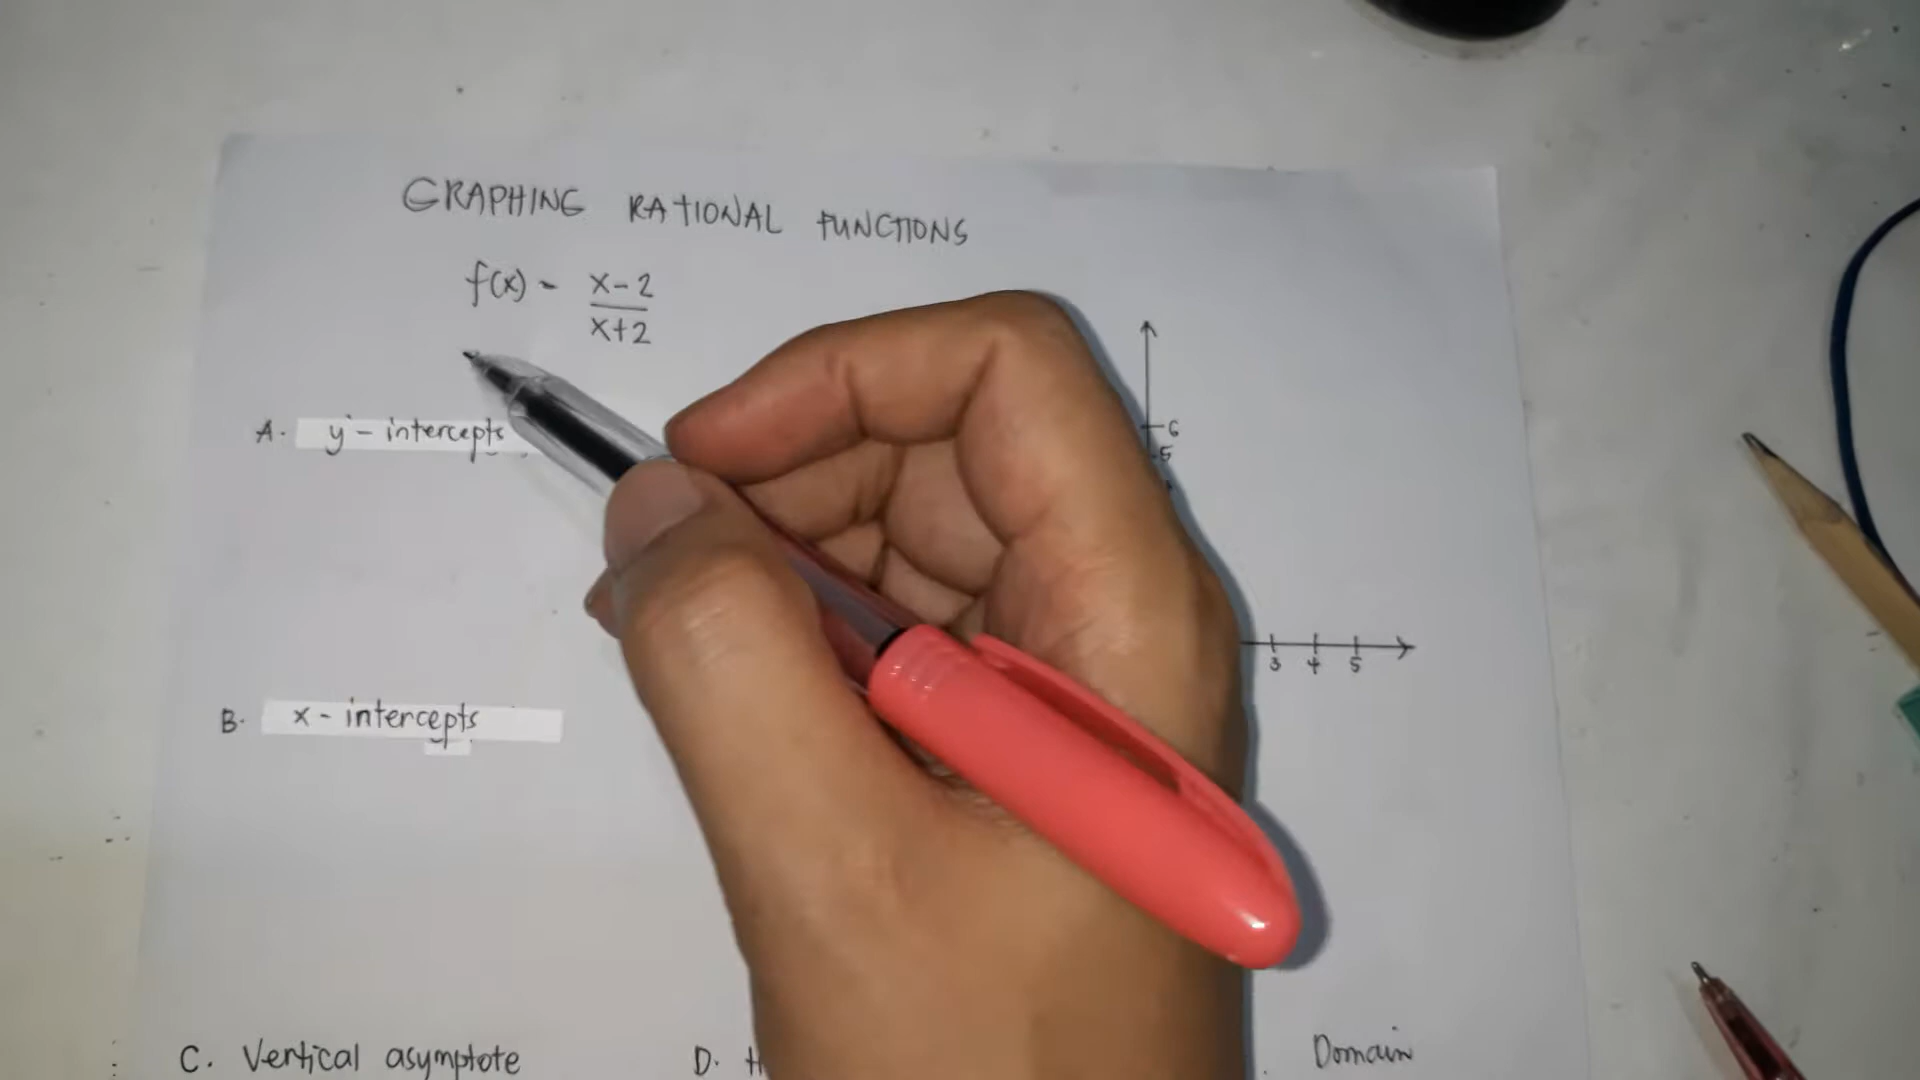 GRAPHING RATIONAL FUNCTIONS
f(x) = x-2
x+2
A. y - intercepts
B. x - intercepts
6
5
3 4 5
C. Vertical asymptote
D. H
Domain